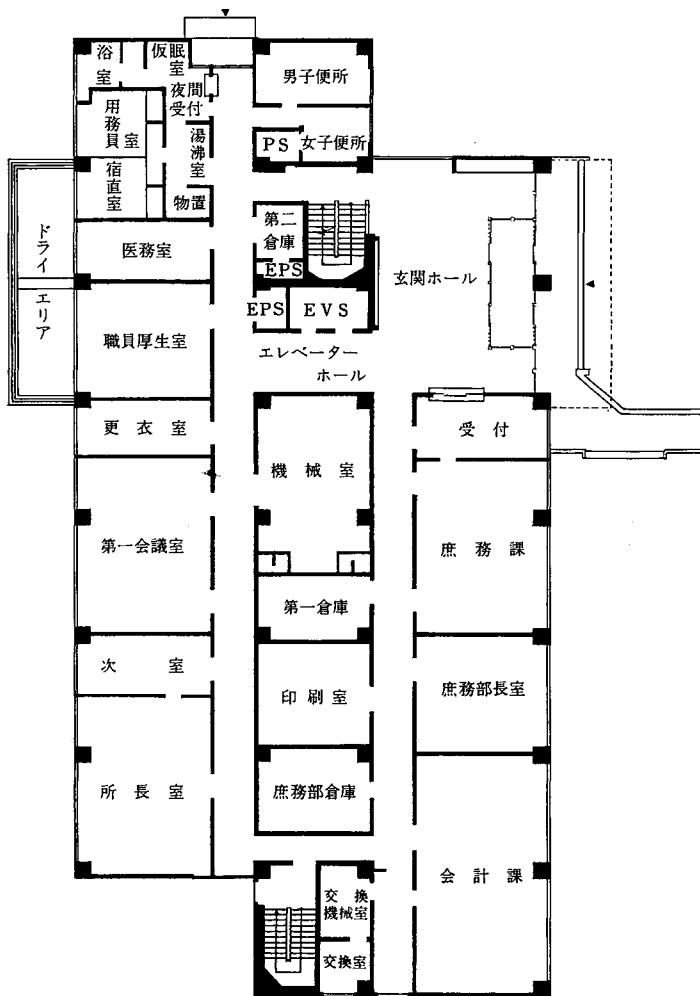 浴室
仮眠室
夜間受付
男子便所
用務員室
湯沸室
PS
女子便所
宿直室
物置
ドライエリア
医務室
第二倉庫
EPS
玄関ホール
職員厚生室
EPS
EVS
エレベーター
ホール
更衣室
機械室
受付
第一会議室
庶務課
第一倉庫
次室
印刷室
庶務部長室
所長室
庶務部倉庫
交換
機械室
会計課
交換室